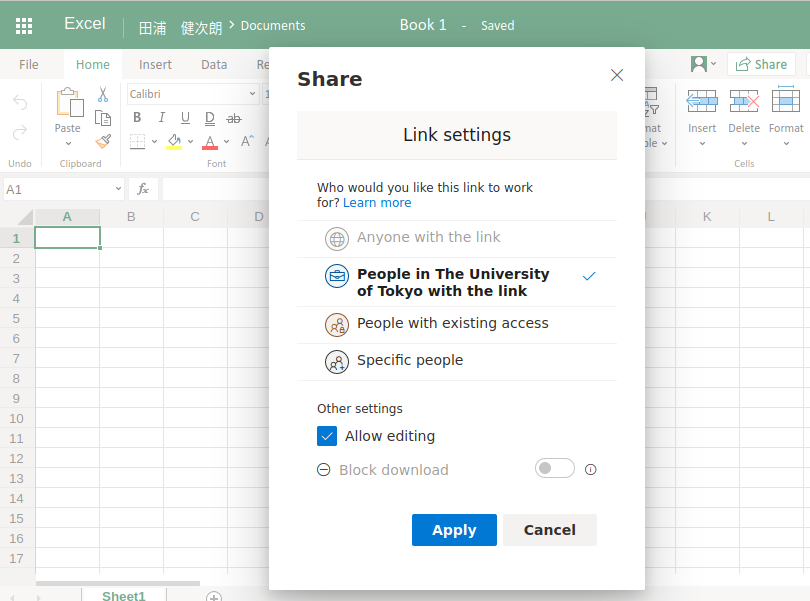 Excel 田浦 健次朗 > Documents Book 1 - Saved
File Home Insert Data Re Share
Share
Link settings
Calibri 1
B I U D ab
Paste
A A
Insert Delete Format
mat
ble
Undo Clipboard Font Cells
A1 fx
A B C D J K L
1
2
3
4
5
6
7
8
9
10
11
12
13
14
15
16
17
Who would you like this link to work
for? Learn more
Anyone with the link
People in The University
of Tokyo with the link
People with existing access
Specific people
Other settings
Allow editing
Block download
Apply Cancel
Sheet1